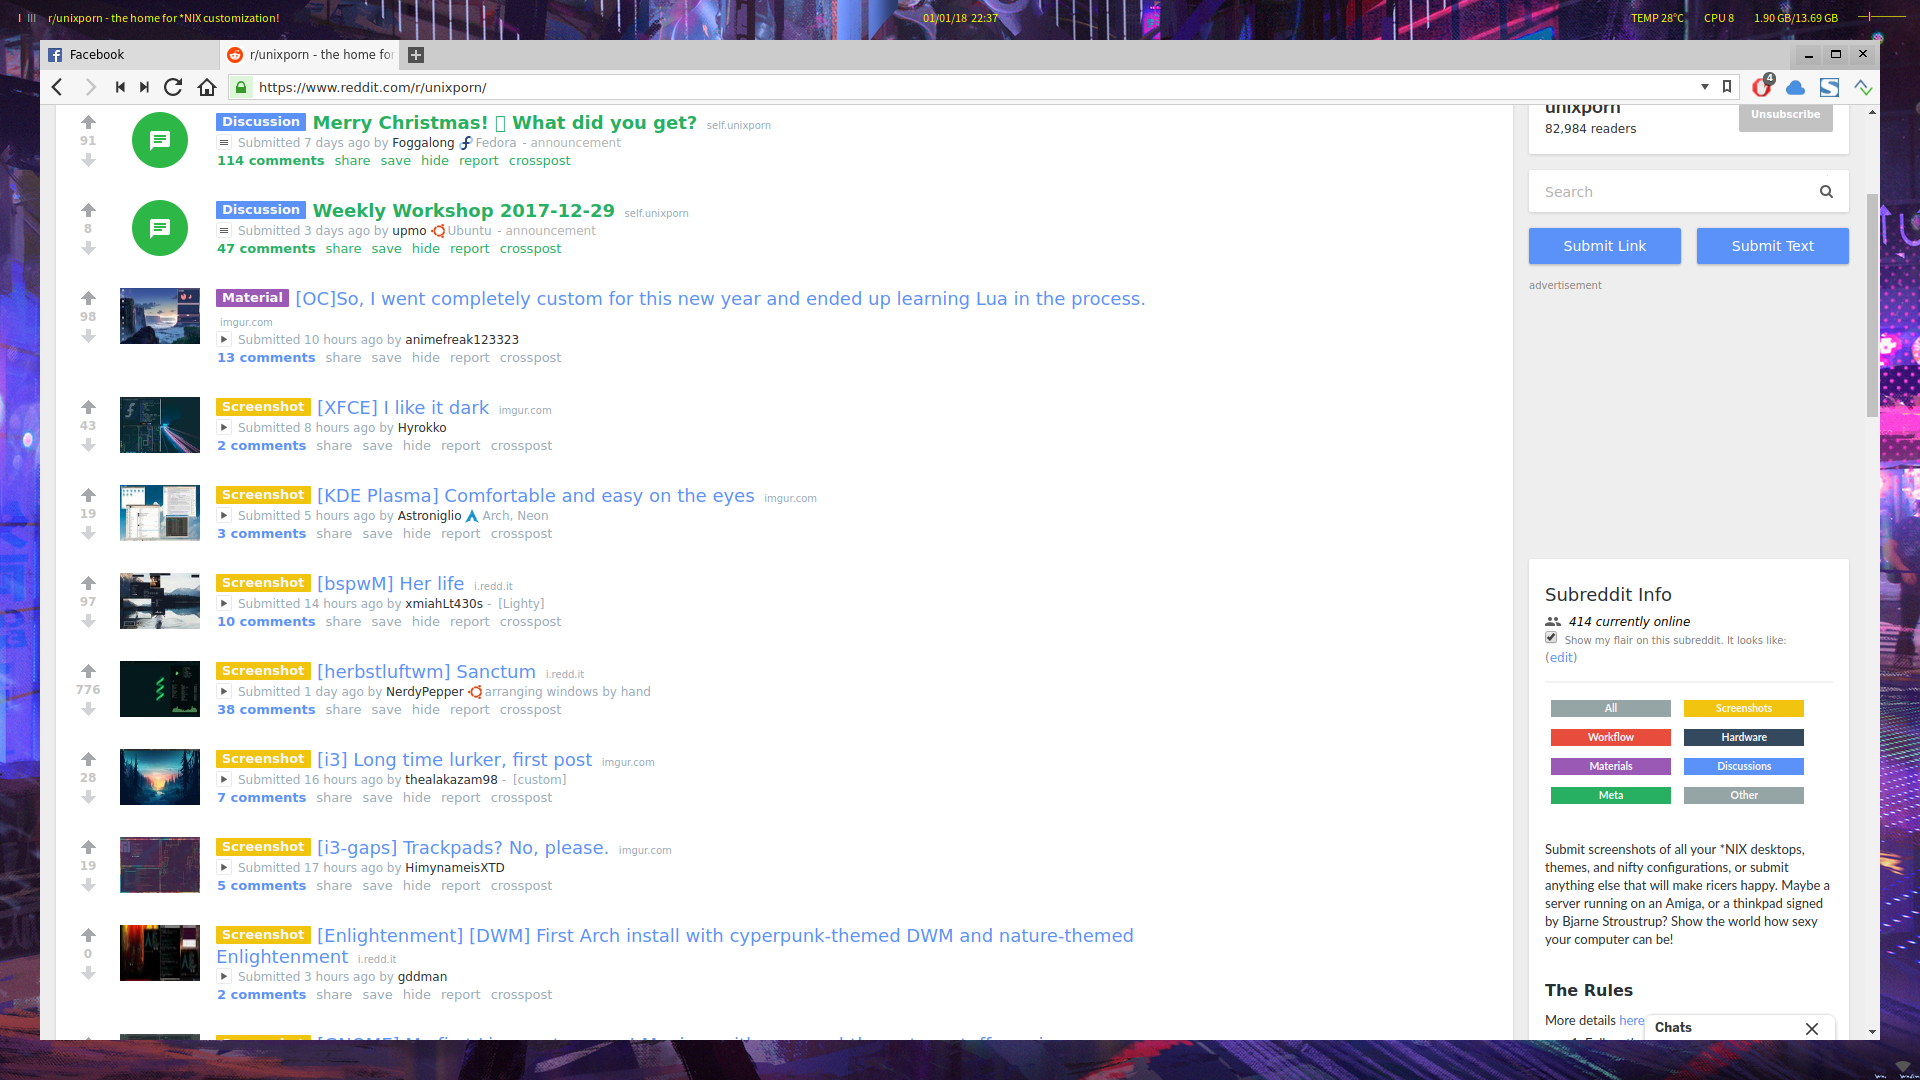 I III r/unixporn - the home for *NIX customization!
01/01/18 22:37
TEMP 28°C CPU 8 1.90 GB/13.69 GB
Facebook
r/unixporn - the home for
https://www.reddit.com/r/unixporn/
4
91
Discussion Merry Christmas! What did you get? self.unixporn
Submitted 7 days ago by Foggalong Fedora - announcement
114 comments share save hide report crosspost
8
Discussion Weekly Workshop 2017-12-29 self.unixporn
Submitted 3 days ago by upmo Ubuntu - announcement
47 comments share save hide report crosspost
98
Material [OC]So, I went completely custom for this new year and ended up learning Lua in the process.
imgur.com
Submitted 10 hours ago by animefreak123323
13 comments share save hide report crosspost
43
Screenshot [XFCE] I like it dark imgur.com
Submitted 8 hours ago by Hyrokko
2 comments share save hide report crosspost
19
Screenshot [KDE Plasma] Comfortable and easy on the eyes imgur.com
Submitted 5 hours ago by Astroniglio Arch, Neon
3 comments share save hide report crosspost
97
Screenshot [bspwM] Her life i.redd.it
Submitted 14 hours ago by xmiahLt430s - [Lighty]
10 comments share save hide report crosspost
776
Screenshot [herbstluftwm] Sanctum i.redd.it
Submitted 1 day ago by NerdyPepper arranging windows by hand
38 comments share save hide report crosspost
28
Screenshot [i3] Long time lurker, first post imgur.com
Submitted 16 hours ago by thealakazam98 - [custom]
7 comments share save hide report crosspost
19
Screenshot [i3-gaps] Trackpads? No, please. imgur.com
Submitted 17 hours ago by HimynameisXTD
5 comments share save hide report crosspost
0
Screenshot [Enlightenment] [DWM] First Arch install with cyperpunk-themed DWM and nature-themed
Enlightenment i.redd.it
Submitted 3 hours ago by gddman
2 comments share save hide report crosspost
unixporn
82,984 readers
Unsubscribe
Search
Submit Link
Submit Text
advertisement
Subreddit Info
414 currently online
Show my flair on this subreddit. It looks like:
(edit)
All Screenshots
Workflow Hardware
Materials Discussions
Meta Other
Submit screenshots of all your *NIX desktops,
themes, and nifty configurations, or submit
anything else that will make ricers happy. Maybe a
server running on an Amiga, or a thinkpad signed
by Bjarne Stroustrup? Show the world how sexy
your computer can be!
The Rules
More details here
Chats